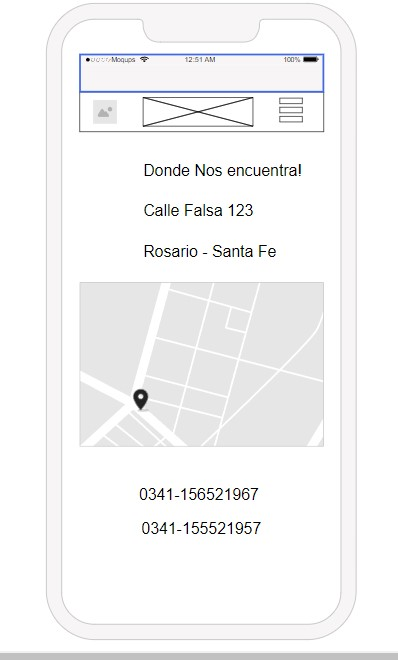 Moqups 12:51 AM 100%
Donde Nos encuentra!
Calle Falsa 123
Rosario - Santa Fe
0341-156521967
0341-155521957